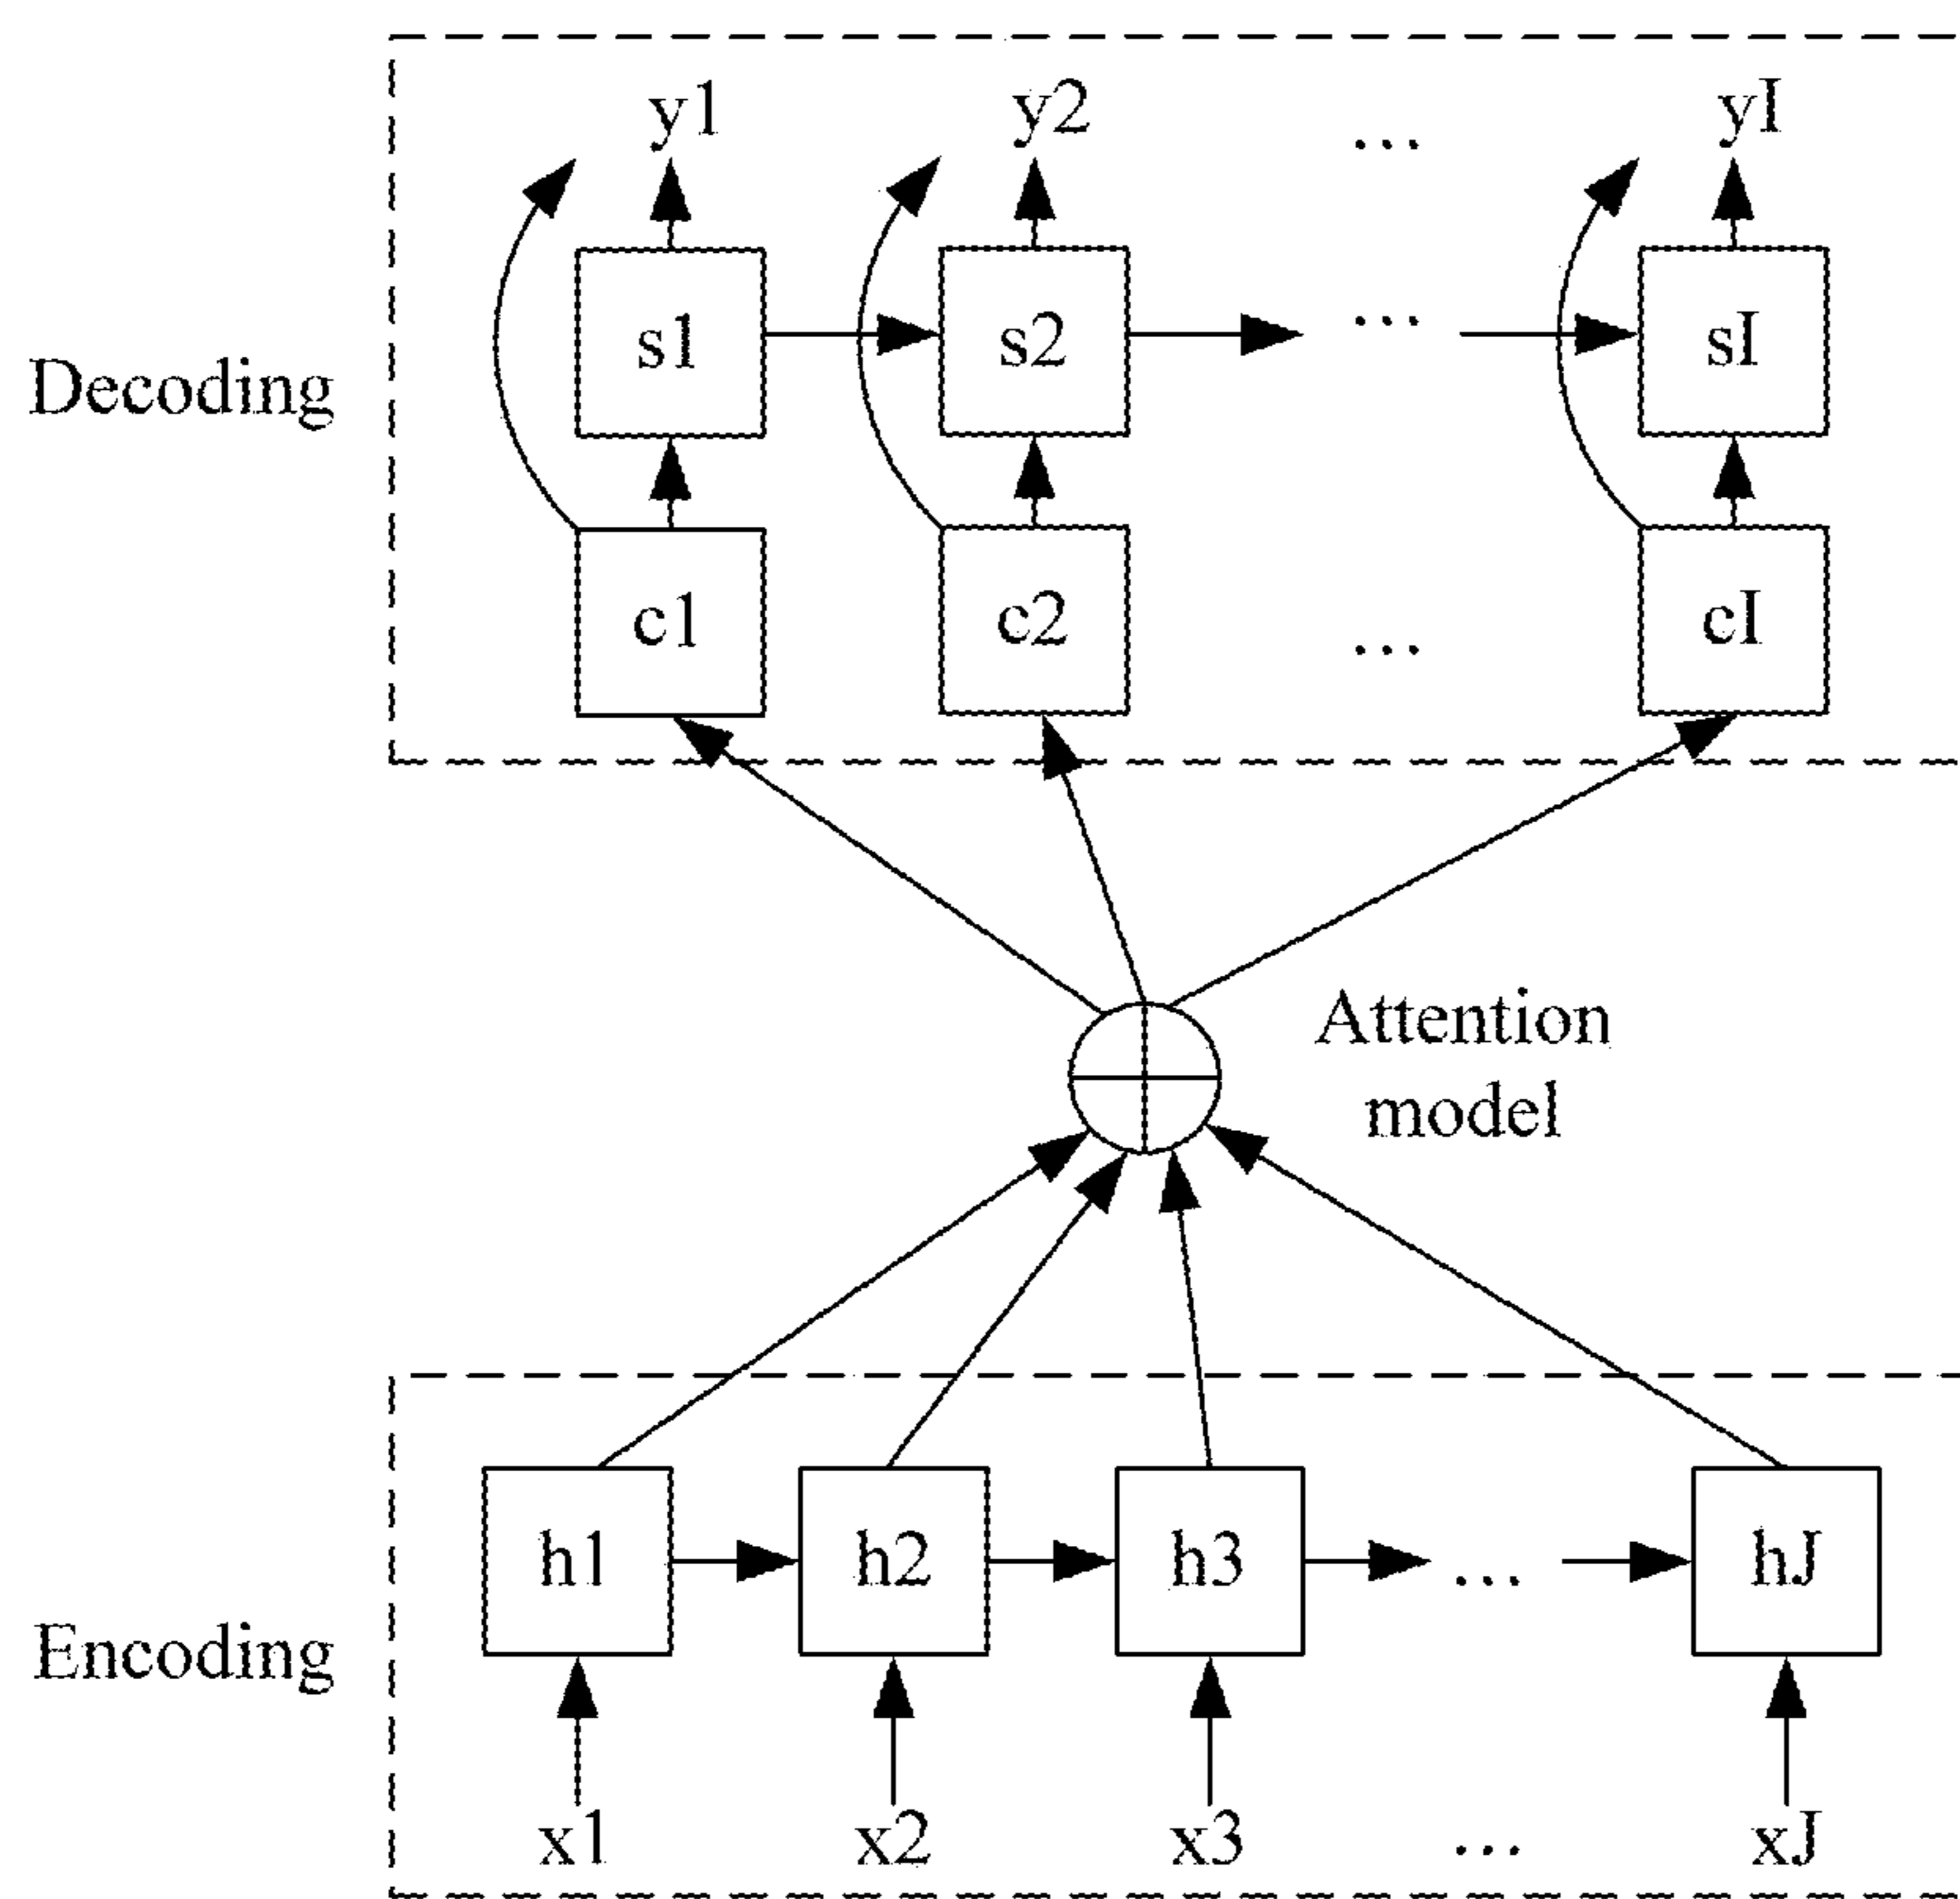 y1 y2 ... yI
s1 s2 ... sI
Decoding
c1 c2 ... cI
Attention
model
h1 h2 h3 ... hJ
Encoding
x1 x2 x3 ... xJ